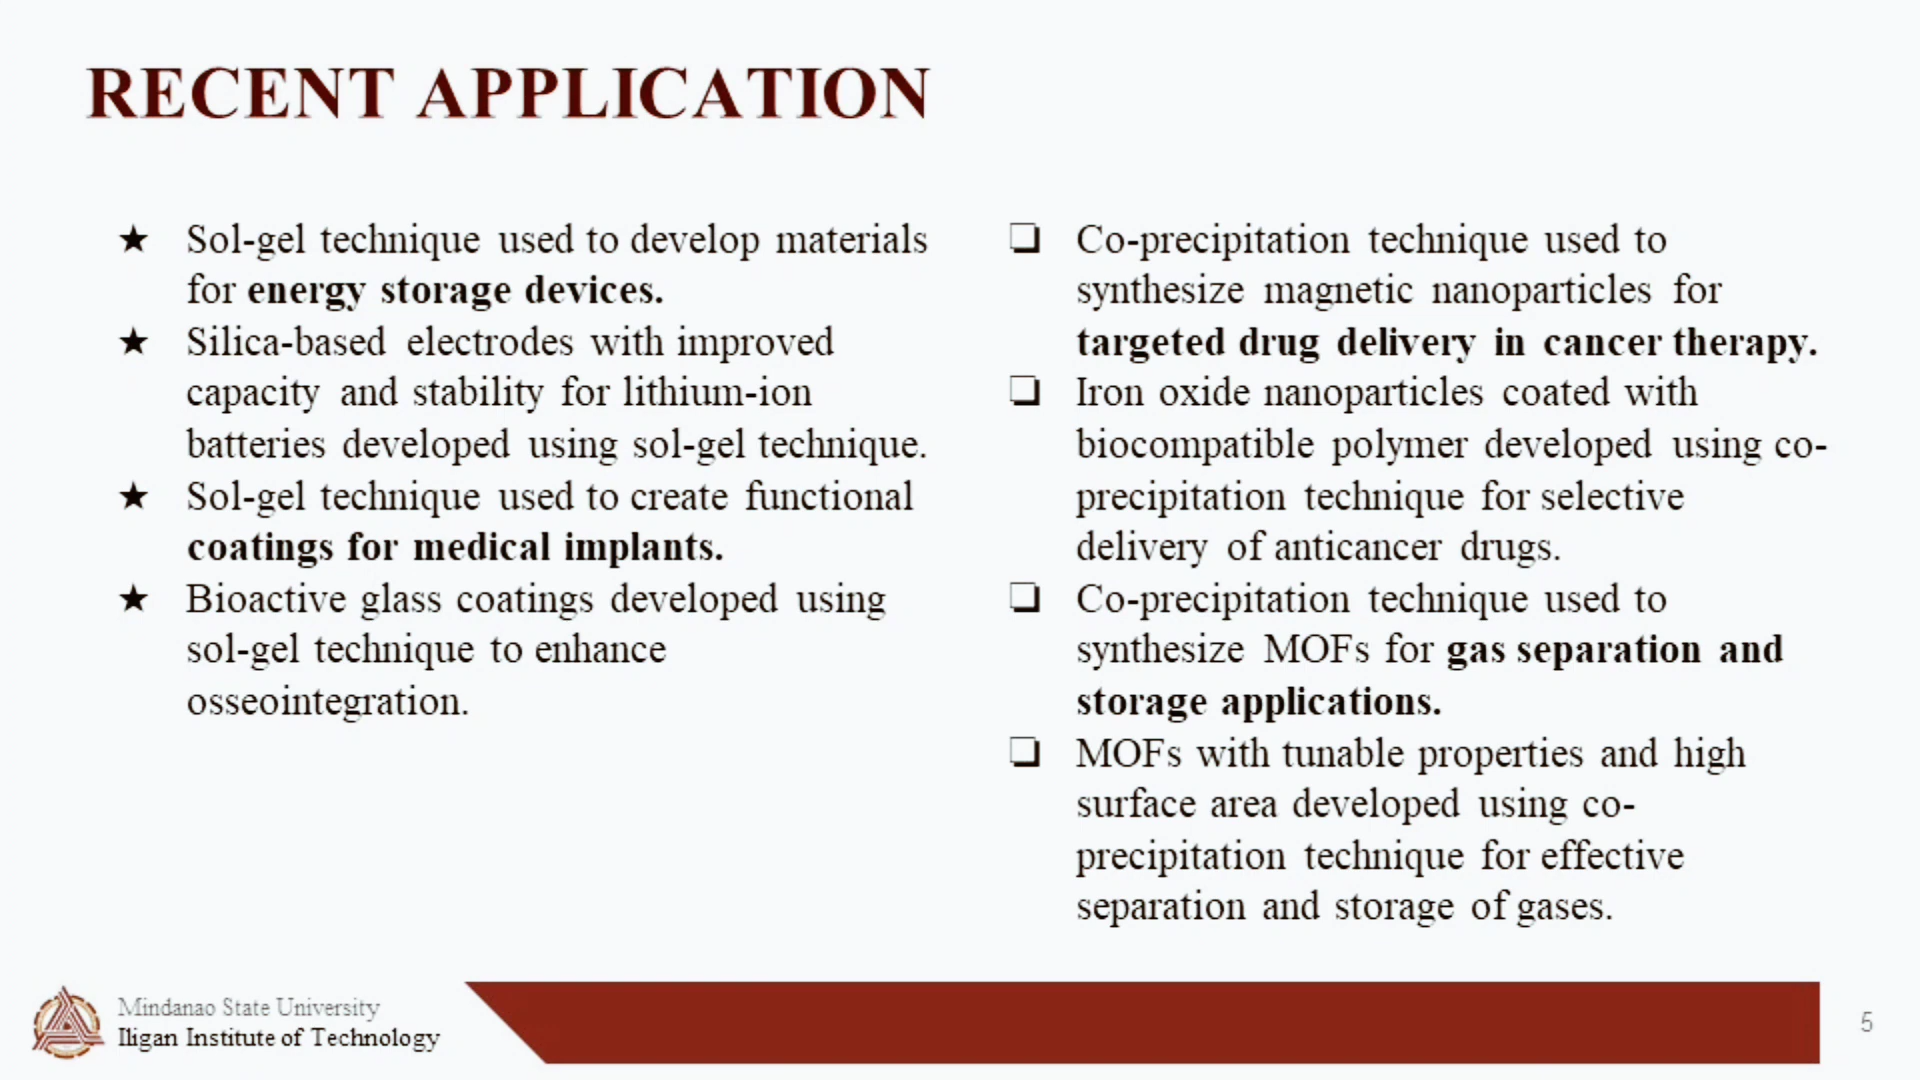 RECENT APPLICATION
★ Sol-gel technique used to develop materials
for energy storage devices.
★ Silica-based electrodes with improved
capacity and stability for lithium-ion
batteries developed using sol-gel technique.
★ Sol-gel technique used to create functional
coatings for medical implants.
★ Bioactive glass coatings developed using
sol-gel technique to enhance
osseointegration.
❏ Co-precipitation technique used to
synthesize magnetic nanoparticles for
targeted drug delivery in cancer therapy.
❏ Iron oxide nanoparticles coated with
biocompatible polymer developed using co-
precipitation technique for selective
delivery of anticancer drugs.
❏ Co-precipitation technique used to
synthesize MOFs for gas separation and
storage applications.
❏ MOFs with tunable properties and high
surface area developed using co-
precipitation technique for effective
separation and storage of gases.
Mindanao State University
Iligan Institute of Technology
5